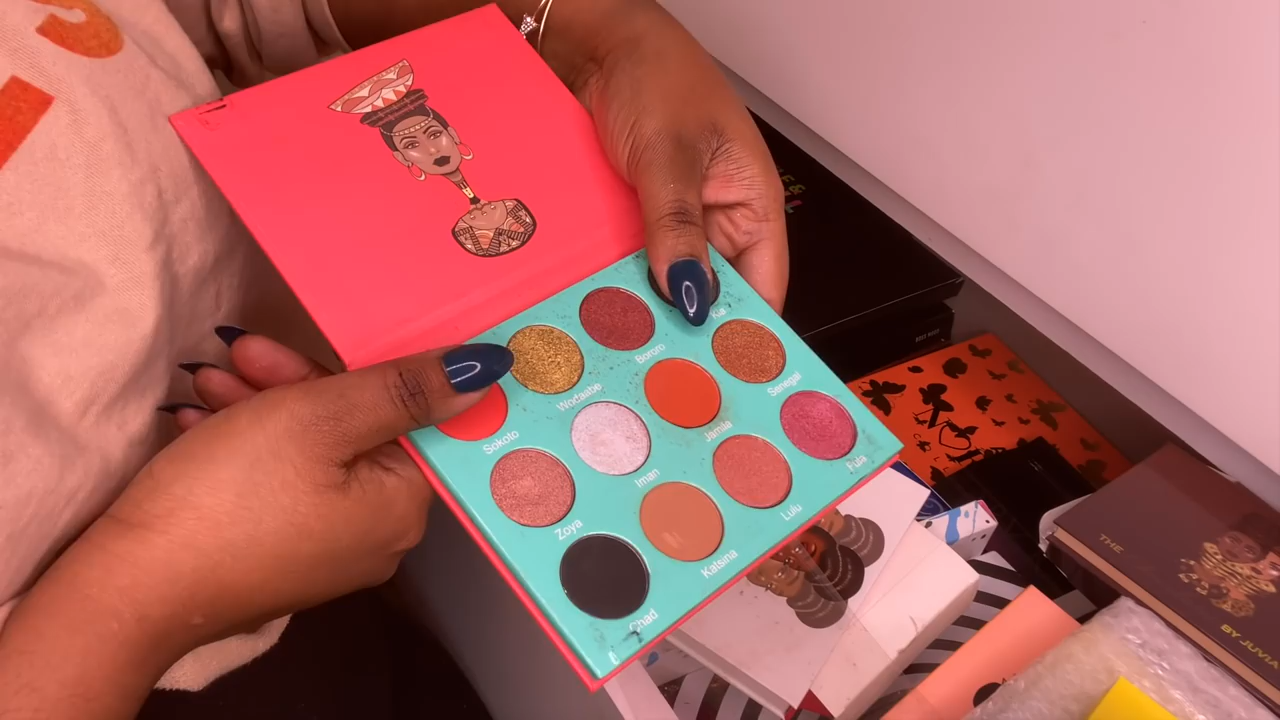 Kia
Bororo
Senegal
Wodaabe
Jamila
Fula
Sokoto
Iman
Lulu
Zoya
Katsina
Chad
THE
BY JUVIA